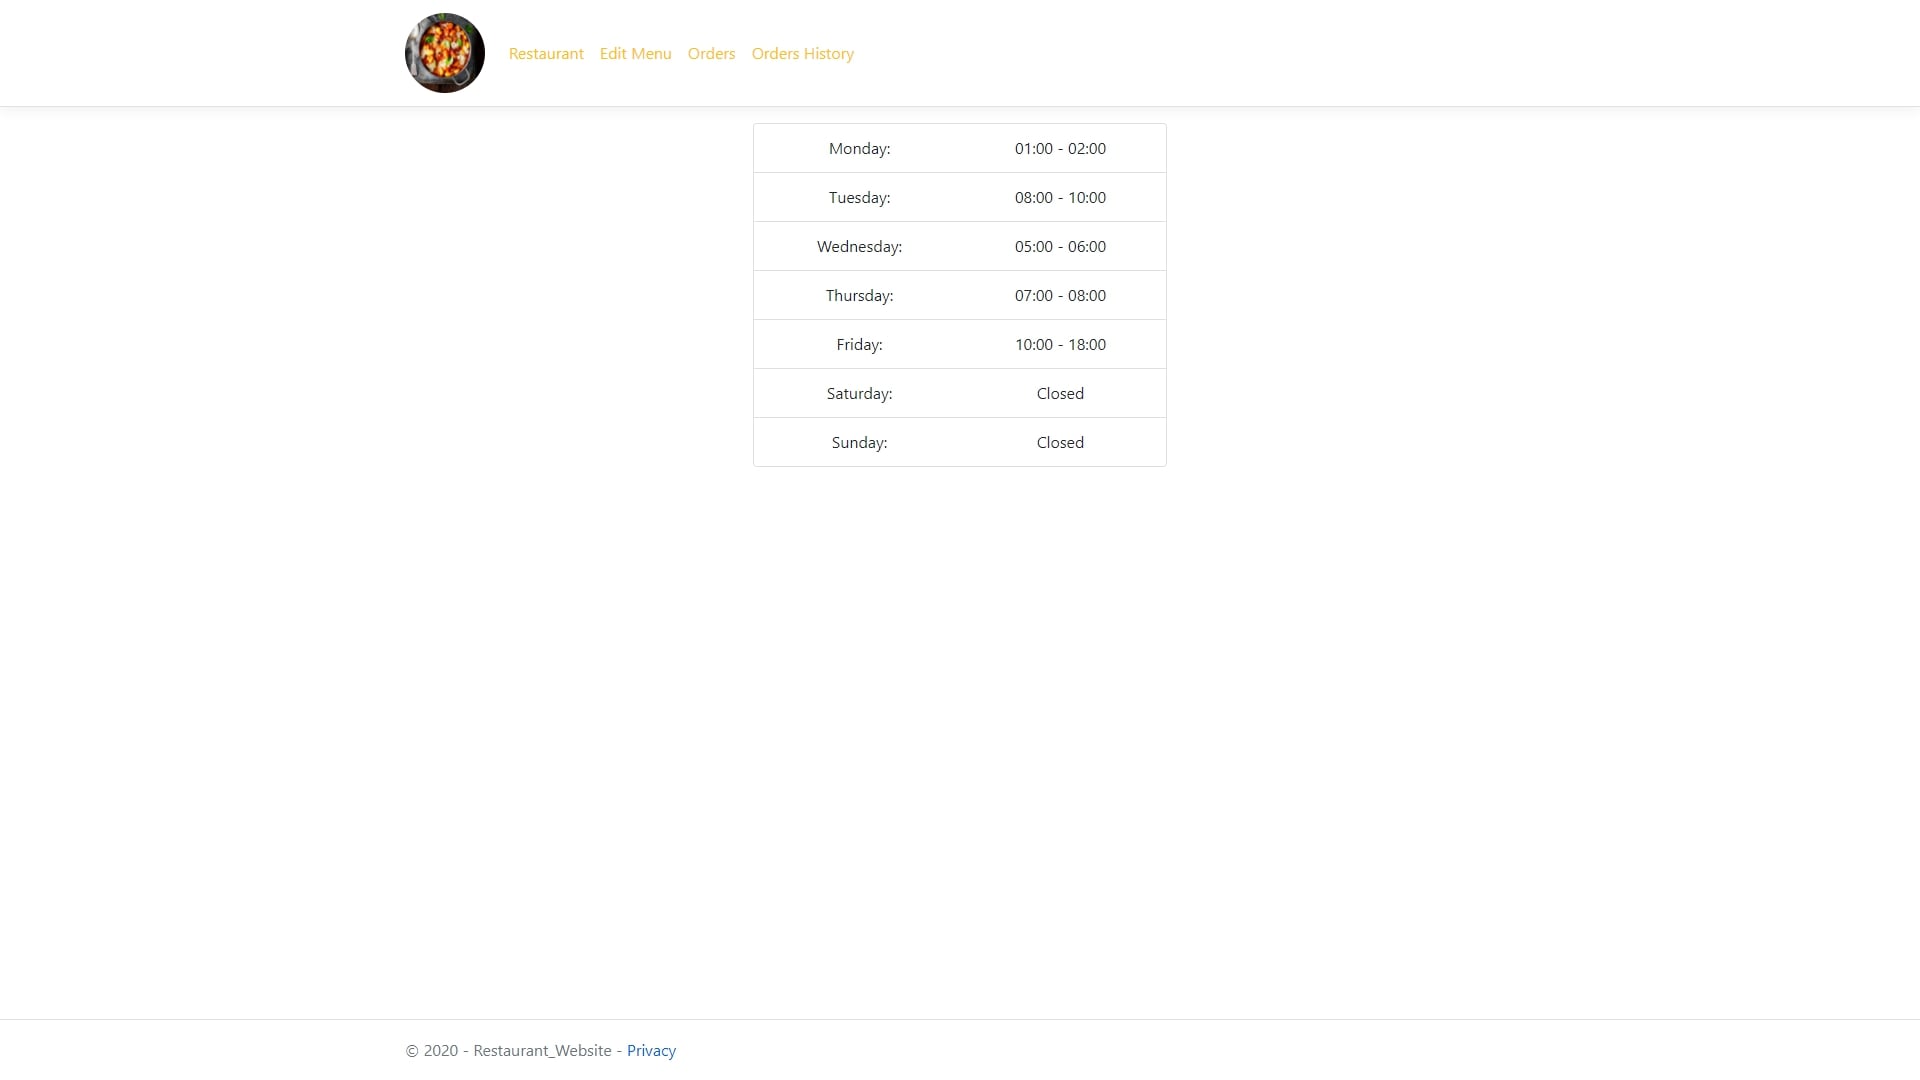 Restaurant Edit Menu Orders Orders History
Monday: 01:00 - 02:00
Tuesday: 08:00 - 10:00
Wednesday: 05:00 - 06:00
Thursday: 07:00 - 08:00
Friday: 10:00 - 18:00
Saturday: Closed
Sunday: Closed
© 2020 - Restaurant_Website - Privacy